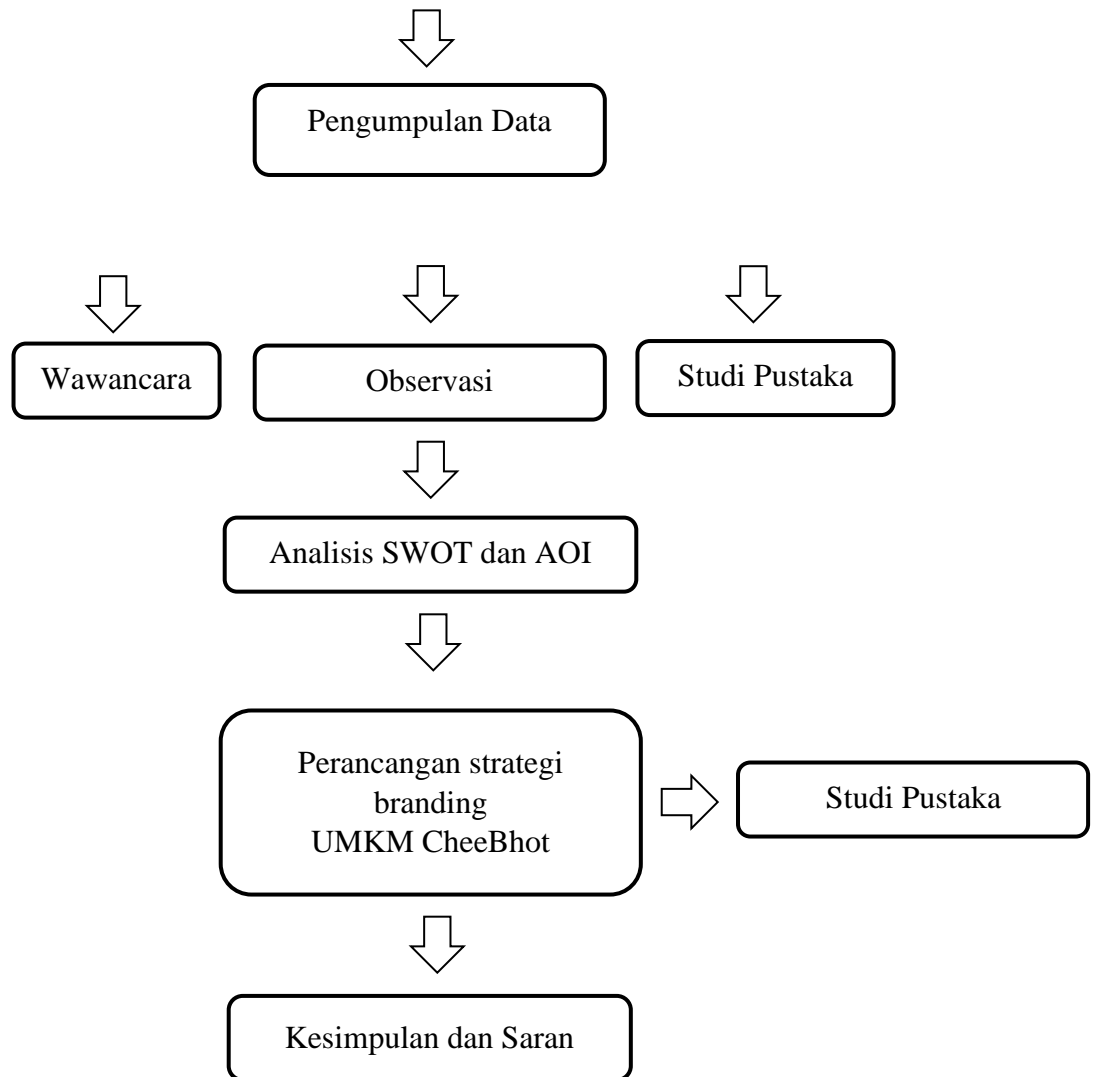 Pengumpulan Data
Wawancara
Observasi
Studi Pustaka
Analisis SWOT dan AOI
Perancangan strategi
branding
UMKM CheeBhot
Studi Pustaka
Kesimpulan dan Saran